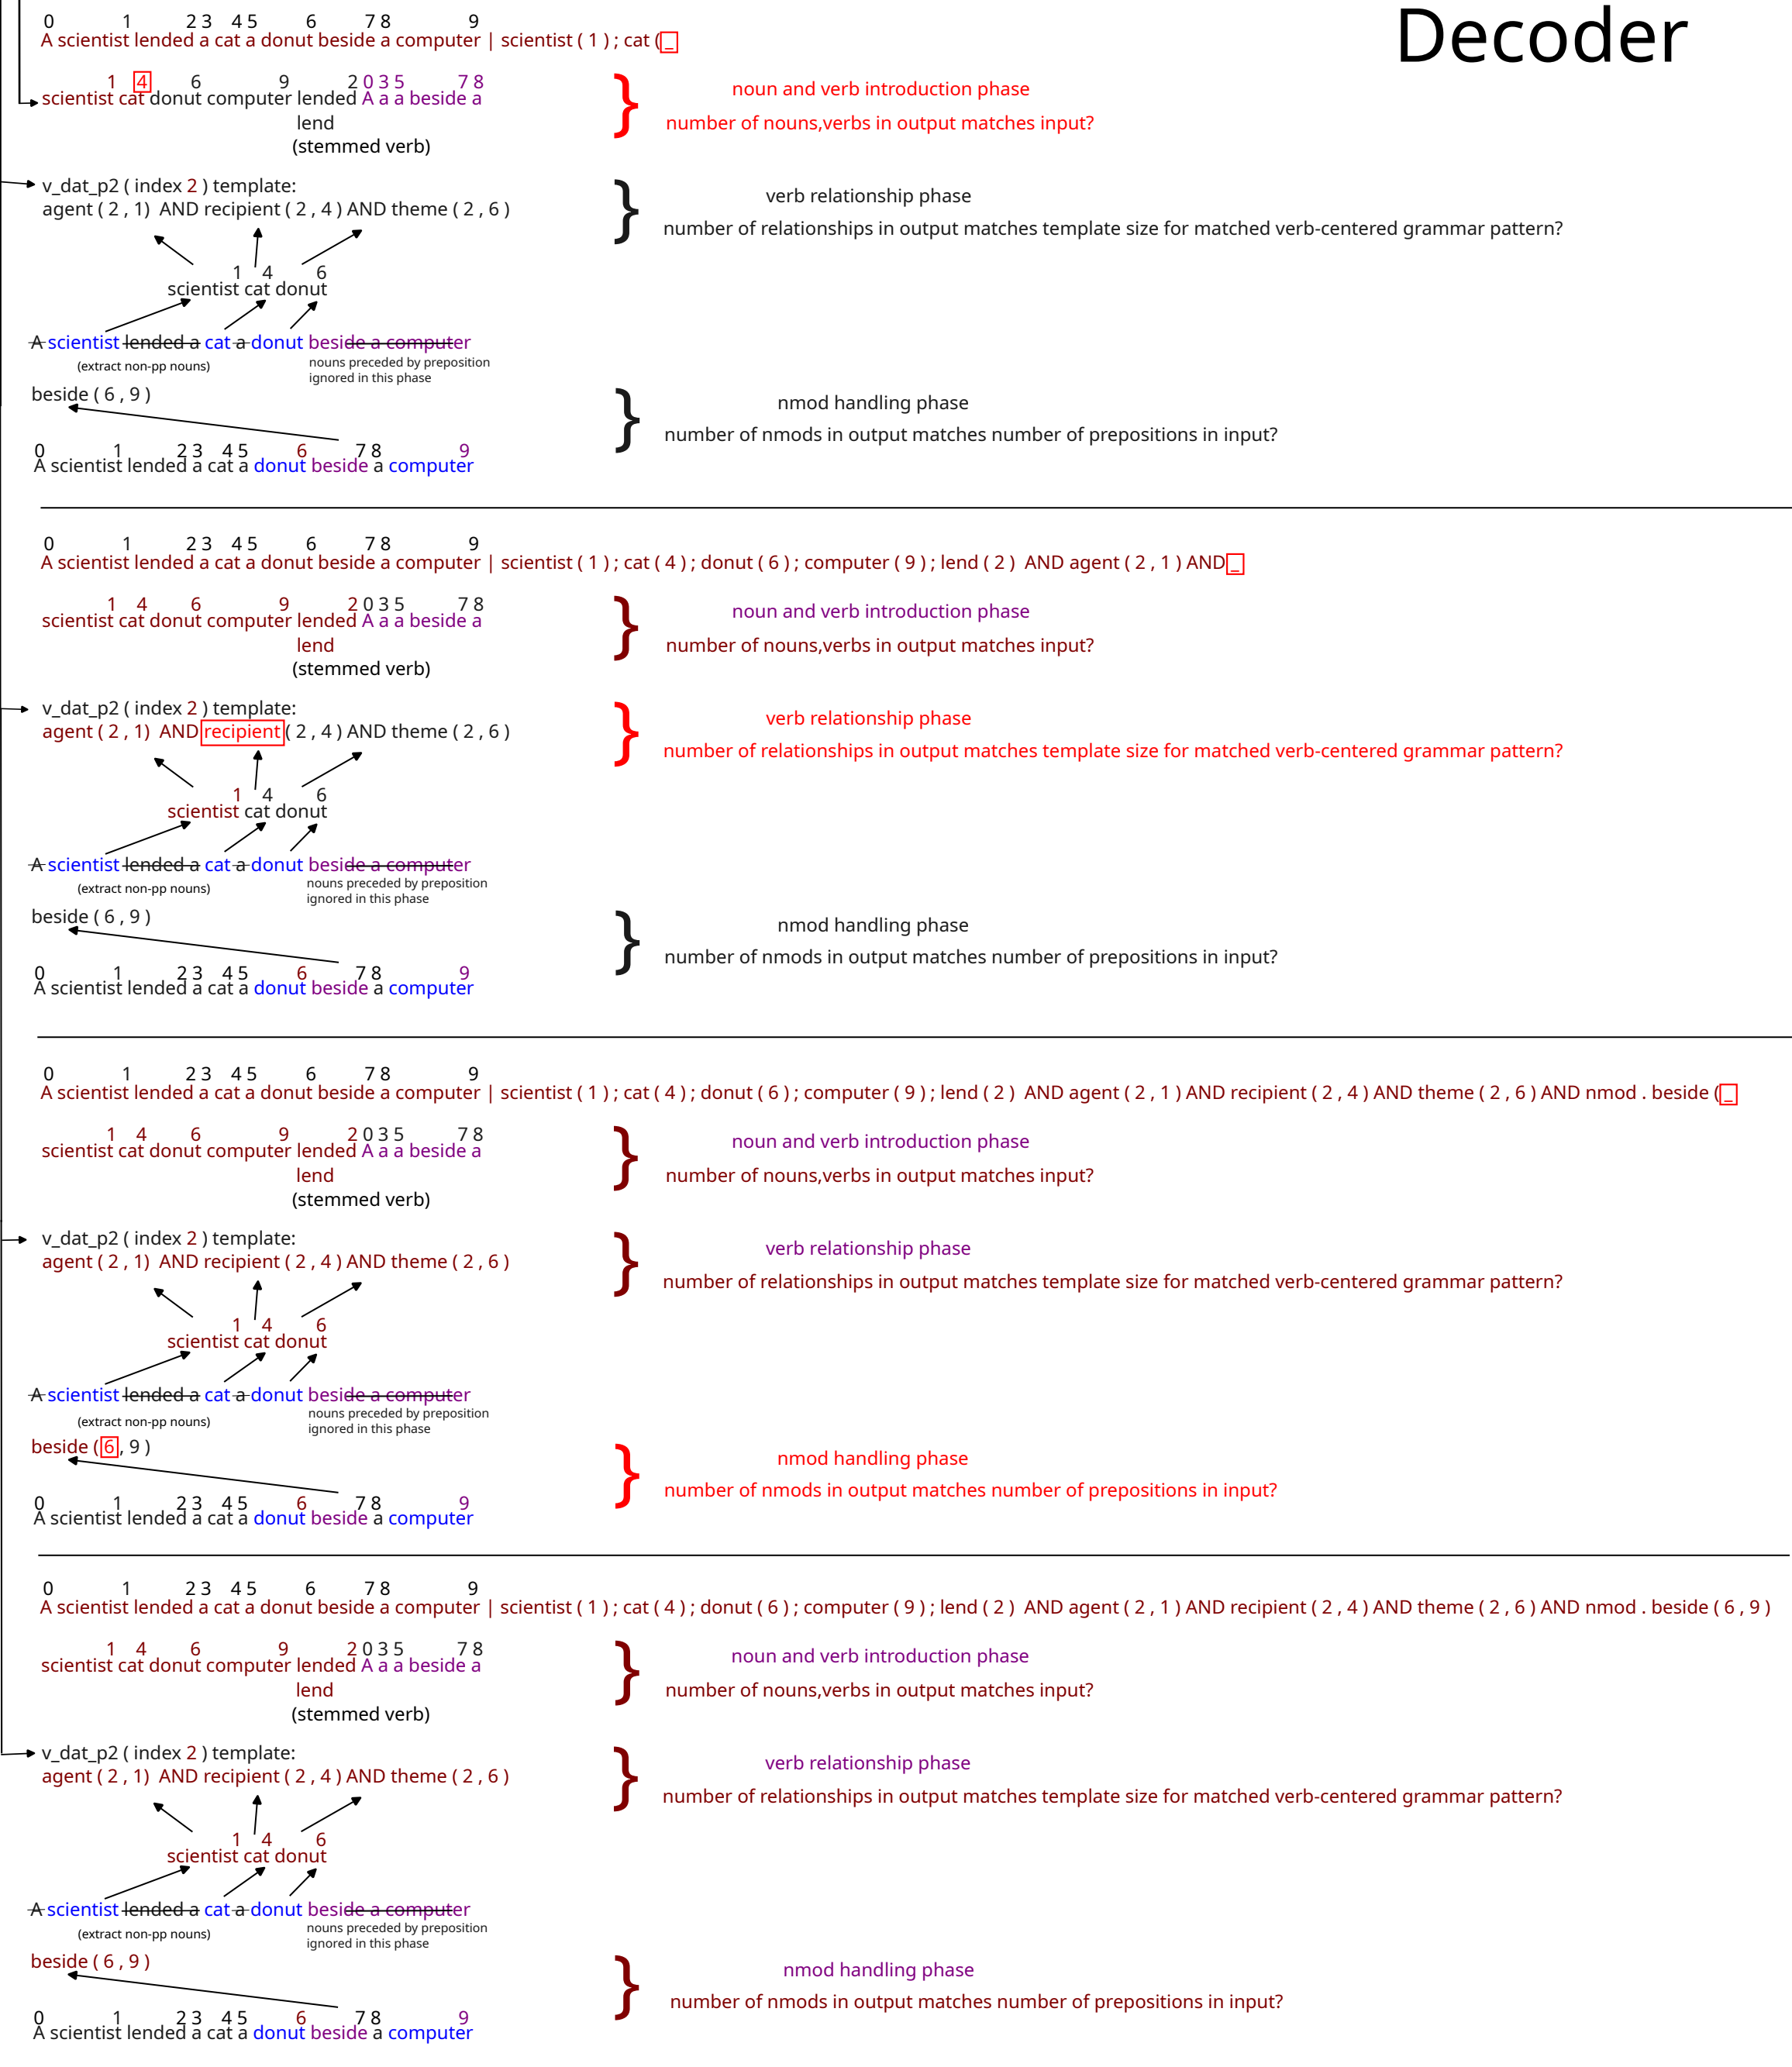 Decoder
0 1 2 3 4 5 6 7 8 9
A scientist lended a cat a donut beside a computer | scientist ( 1 ) ; cat ( _
1 4 6 9 2 0 3 5 7 8
scientist cat donut computer lended A a a beside a
lend
(stemmed verb)
noun and verb introduction phase
number of nouns,verbs in output matches input?
v_dat_p2 ( index 2 ) template:
agent ( 2 , 1) AND recipient ( 2 , 4 ) AND theme ( 2 , 6 )
verb relationship phase
number of relationships in output matches template size for matched verb-centered grammar pattern?
1 4 6
scientist cat donut
A scientist lended a cat a donut beside a computer
(extract non-pp nouns)
nouns preceded by preposition
ignored in this phase
beside ( 6 , 9 )
nmod handling phase
number of nmods in output matches number of prepositions in input?
0 1 2 3 4 5 6 7 8 9
A scientist lended a cat a donut beside a computer
0 1 2 3 4 5 6 7 8 9
A scientist lended a cat a donut beside a computer | scientist ( 1 ) ; cat ( 4 ) ; donut ( 6 ) ; computer ( 9 ) ; lend ( 2 ) AND agent ( 2 , 1 ) AND _
1 4 6 9 2 0 3 5 7 8
scientist cat donut computer lended A a a beside a
lend
(stemmed verb)
noun and verb introduction phase
number of nouns,verbs in output matches input?
v_dat_p2 ( index 2 ) template:
agent ( 2 , 1) AND recipient ( 2 , 4 ) AND theme ( 2 , 6 )
verb relationship phase
number of relationships in output matches template size for matched verb-centered grammar pattern?
1 4 6
scientist cat donut
A scientist lended a cat a donut beside a computer
(extract non-pp nouns)
nouns preceded by preposition
ignored in this phase
beside ( 6 , 9 )
nmod handling phase
number of nmods in output matches number of prepositions in input?
0 1 2 3 4 5 6 7 8 9
A scientist lended a cat a donut beside a computer
0 1 2 3 4 5 6 7 8 9
A scientist lended a cat a donut beside a computer | scientist ( 1 ) ; cat ( 4 ) ; donut ( 6 ) ; computer ( 9 ) ; lend ( 2 ) AND agent ( 2 , 1 ) AND recipient ( 2 , 4 ) AND theme ( 2 , 6 ) AND nmod . beside ( _
1 4 6 9 2 0 3 5 7 8
scientist cat donut computer lended A a a beside a
lend
(stemmed verb)
noun and verb introduction phase
number of nouns,verbs in output matches input?
v_dat_p2 ( index 2 ) template:
agent ( 2 , 1) AND recipient ( 2 , 4 ) AND theme ( 2 , 6 )
verb relationship phase
number of relationships in output matches template size for matched verb-centered grammar pattern?
1 4 6
scientist cat donut
A scientist lended a cat a donut beside a computer
(extract non-pp nouns)
nouns preceded by preposition
ignored in this phase
beside ( 6 , 9 )
nmod handling phase
number of nmods in output matches number of prepositions in input?
0 1 2 3 4 5 6 7 8 9
A scientist lended a cat a donut beside a computer
0 1 2 3 4 5 6 7 8 9
A scientist lended a cat a donut beside a computer | scientist ( 1 ) ; cat ( 4 ) ; donut ( 6 ) ; computer ( 9 ) ; lend ( 2 ) AND agent ( 2 , 1 ) AND recipient ( 2 , 4 ) AND theme ( 2 , 6 ) AND nmod . beside ( 6 , 9 )
1 4 6 9 2 0 3 5 7 8
scientist cat donut computer lended A a a beside a
lend
(stemmed verb)
noun and verb introduction phase
number of nouns,verbs in output matches input?
v_dat_p2 ( index 2 ) template:
agent ( 2 , 1) AND recipient ( 2 , 4 ) AND theme ( 2 , 6 )
verb relationship phase
number of relationships in output matches template size for matched verb-centered grammar pattern?
1 4 6
scientist cat donut
A scientist lended a cat a donut beside a computer
(extract non-pp nouns)
nouns preceded by preposition
ignored in this phase
beside ( 6 , 9 )
nmod handling phase
number of nmods in output matches number of prepositions in input?
0 1 2 3 4 5 6 7 8 9
A scientist lended a cat a donut beside a computer